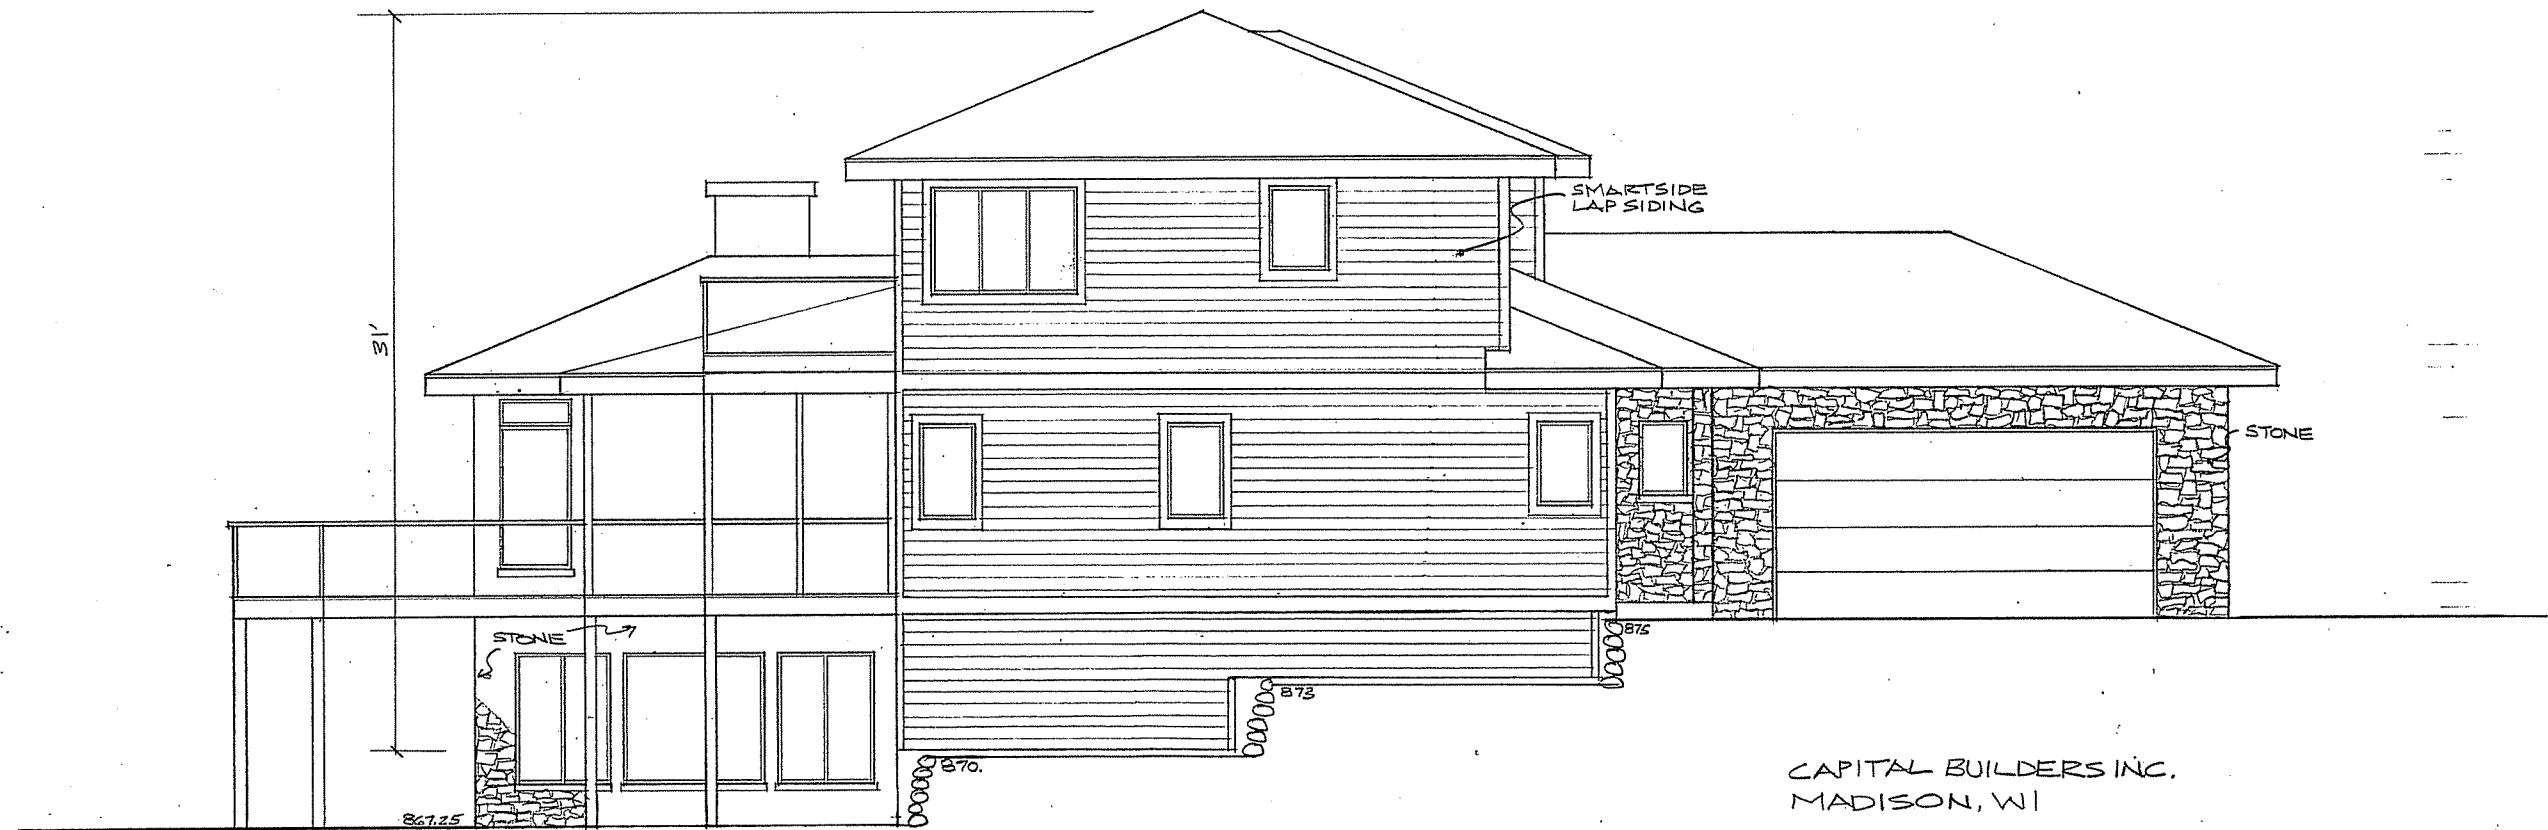 SMARTSIDE
LAP SIDING
31'
STONE
STONE
875
873
870.
867.25
CAPITAL BUILDERS INC.
MADISON, WI